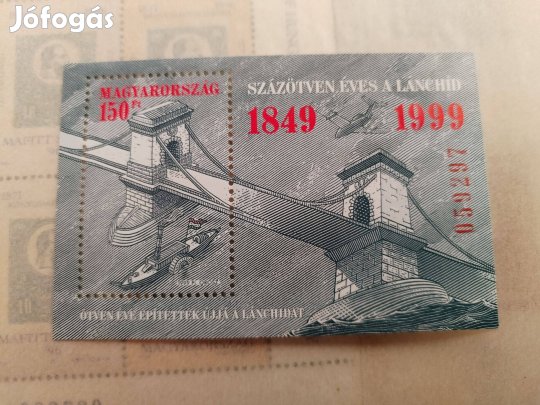 Jófogás
MAGYARORSZÁG
150 Ft
SZÁZÖTVEN ÉVES A LÁNCHÍD
1849 1999
059297
ÖTVEN ÉVE ÉPÍTETTÉK ÚJJÁ A LÁNCHIDAT